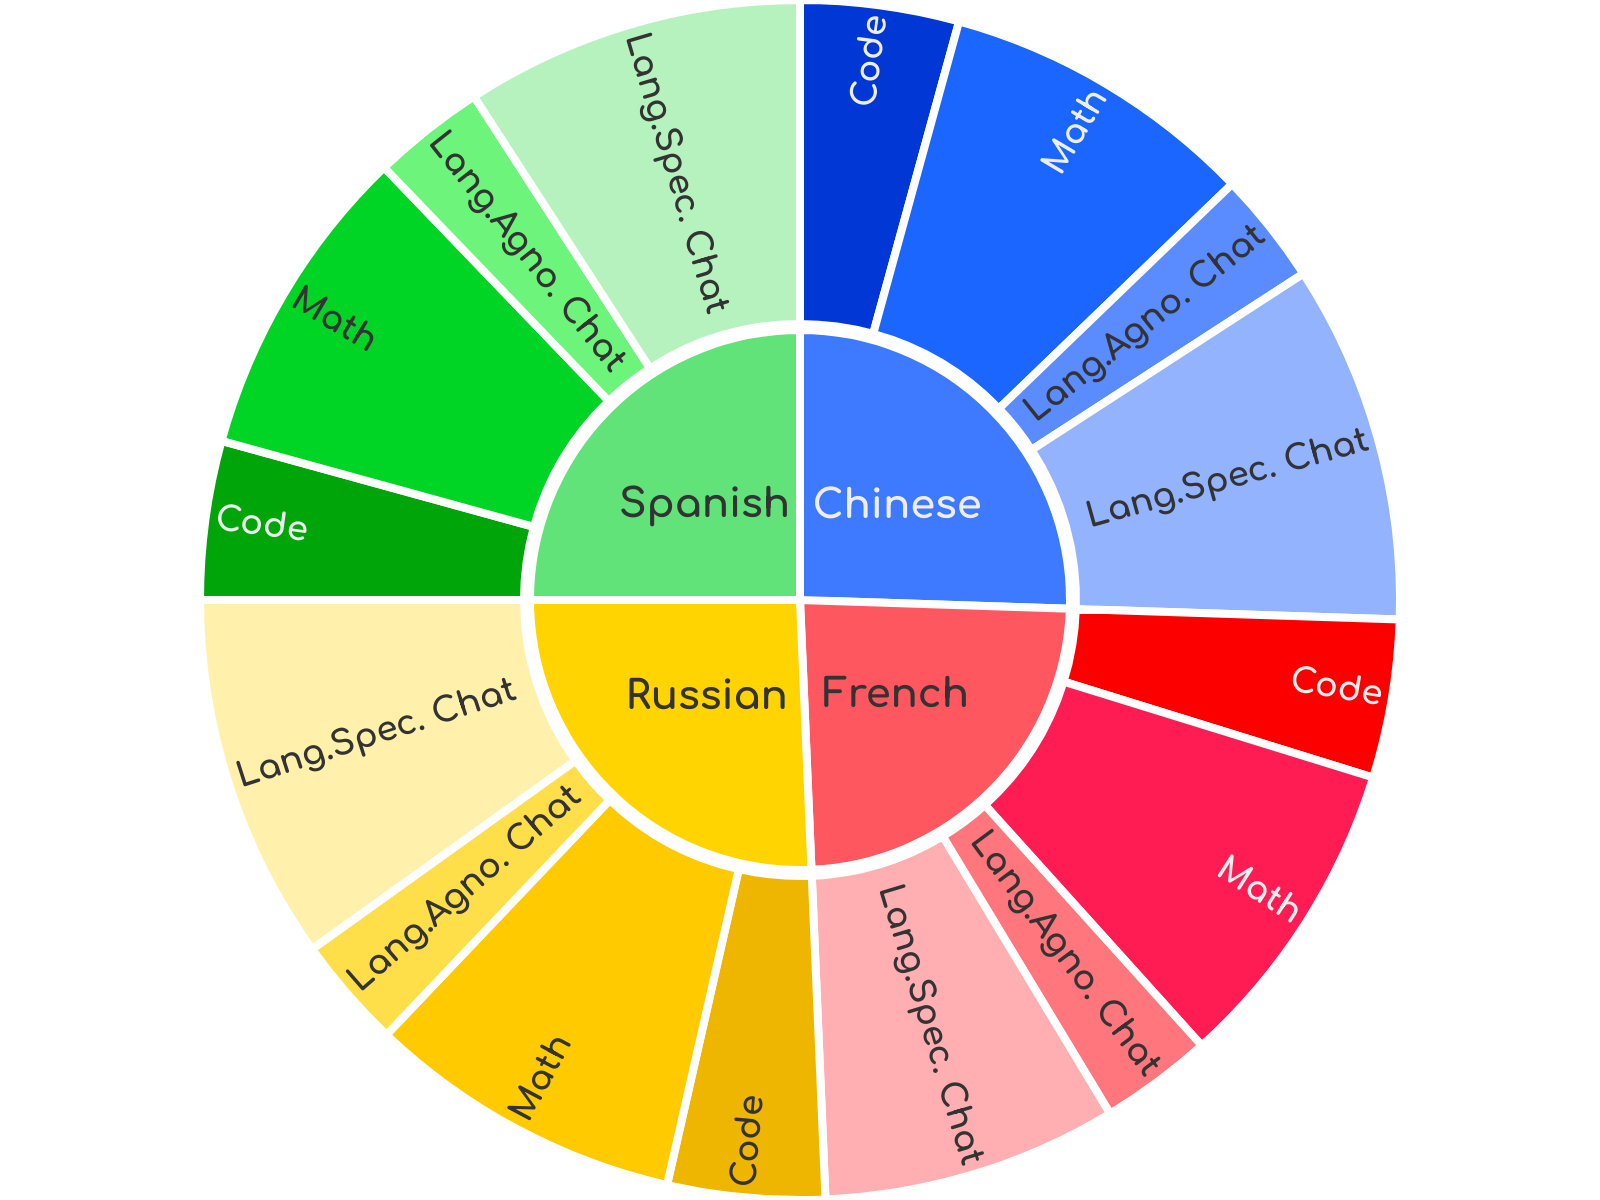 Code
Math
Lang.Agno. Chat
Lang.Spec. Chat
Chinese
Code
Math
Lang.Agno. Chat
Lang.Spec. Chat
French
Code
Math
Lang.Agno. Chat
Lang.Spec. Chat
Russian
Code
Math
Lang.Agno. Chat
Lang.Spec. Chat
Spanish